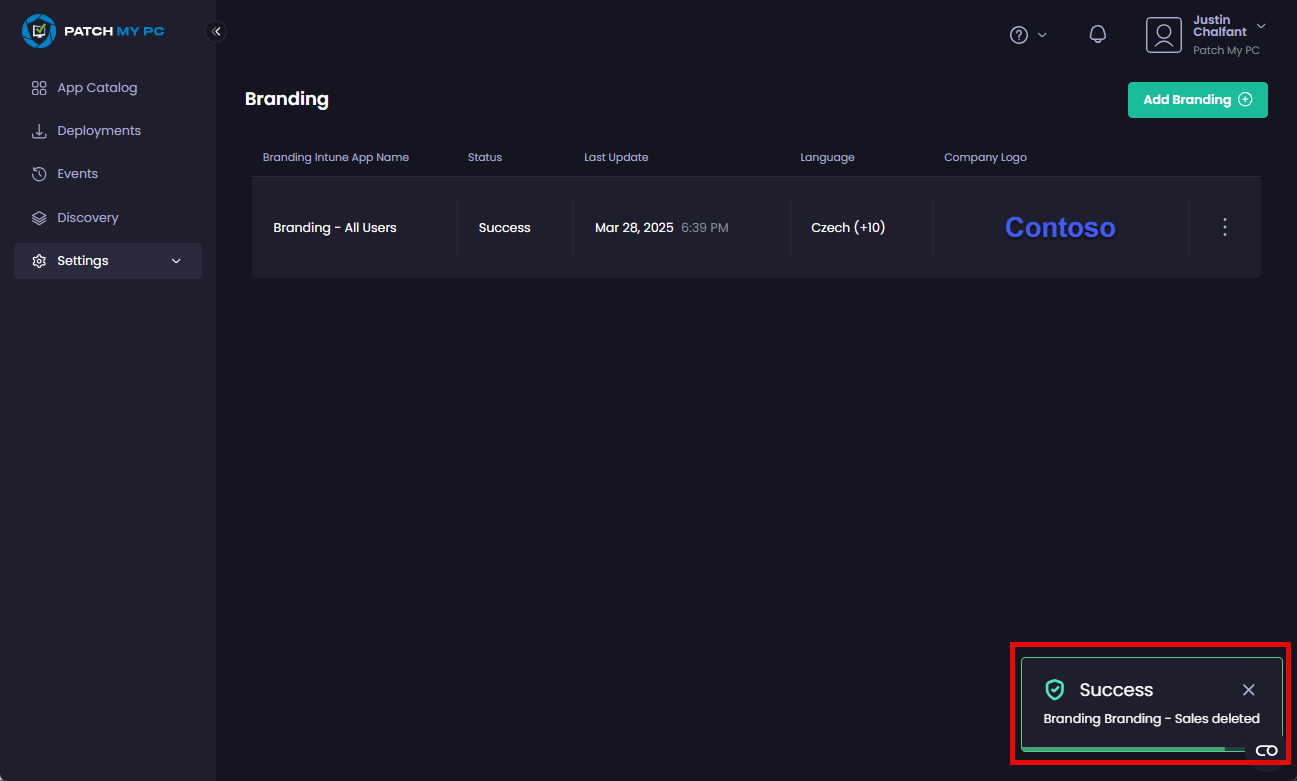 PATCH MY PC
Justin
Chalfant
Patch My PC
App Catalog
Deployments
Events
Discovery
Settings
Branding
Add Branding
Branding Intune App Name
Status
Last Update
Language
Company Logo
Branding - All Users
Success
Mar 28, 2025 6:39 PM
Czech (+10)
Contoso
Success
Branding Branding - Sales deleted